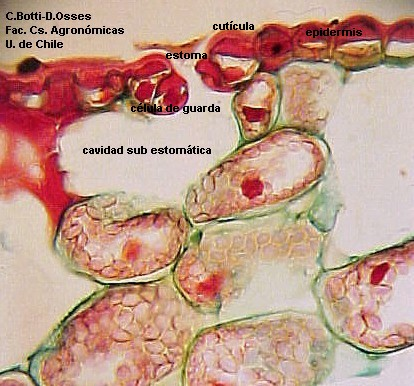 C.Botti-D.Osses
Fac. Cs. Agronómicas
U. de Chile
cutícula
epidermis
estoma
célula de guarda
cavidad sub estomática